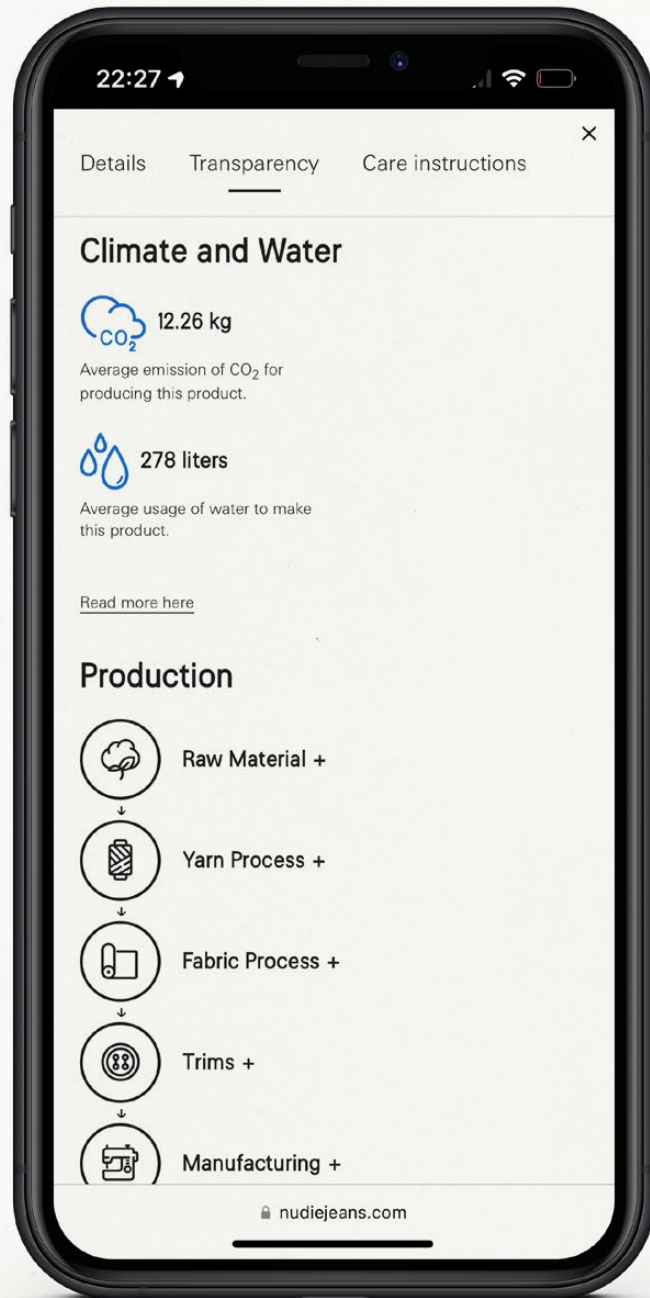 22:27
Details Transparency Care instructions
Climate and Water
CO2 12.26 kg
Average emission of CO2 for
producing this product.
278 liters
Average usage of water to make
this product.
Read more here
Production
Raw Material +
Yarn Process +
Fabric Process +
Trims +
Manufacturing +
nudiejeans.com